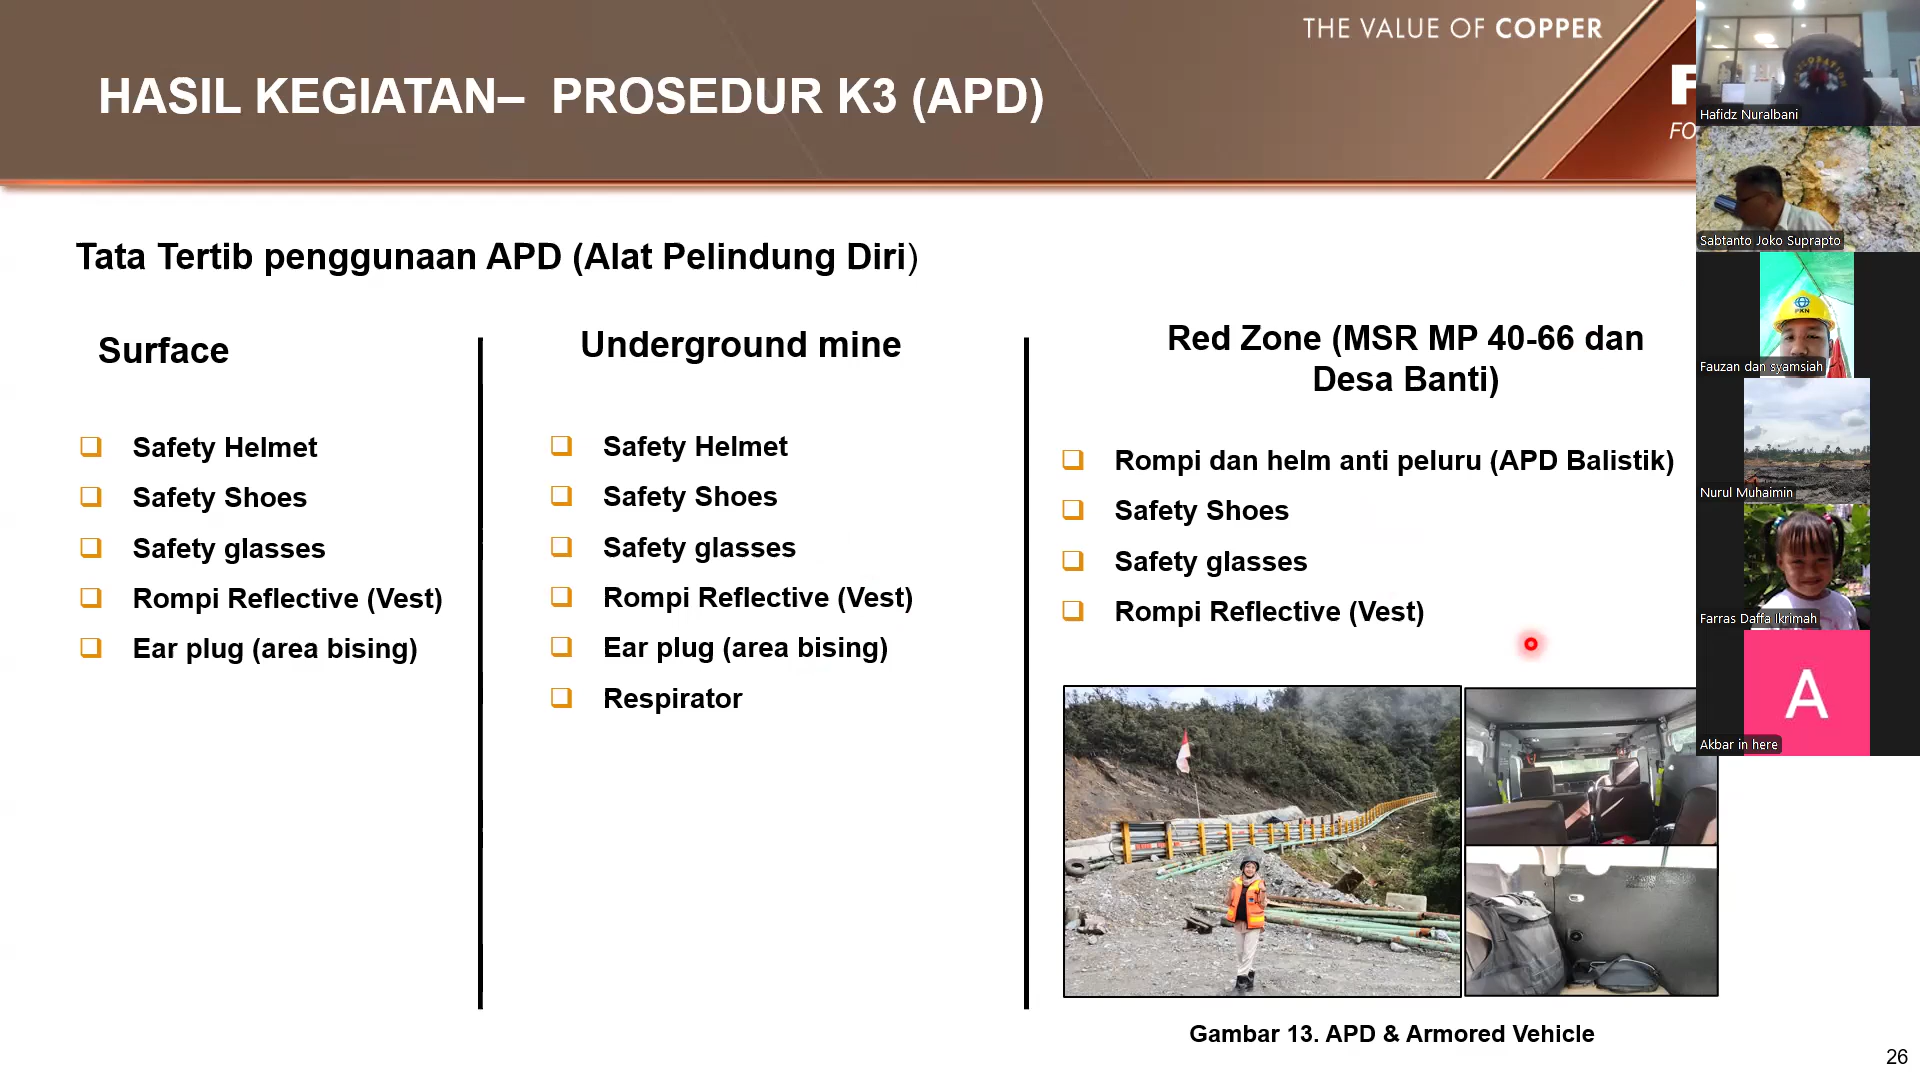 THE VALUE OF COPPER
HASIL KEGIATAN– PROSEDUR K3 (APD)
F
FO
Tata Tertib penggunaan APD (Alat Pelindung Diri)
Surface
Safety Helmet
Safety Shoes
Safety glasses
Rompi Reflective (Vest)
Ear plug (area bising)
Underground mine
Safety Helmet
Safety Shoes
Safety glasses
Rompi Reflective (Vest)
Ear plug (area bising)
Respirator
Red Zone (MSR MP 40-66 dan
Desa Banti)
Rompi dan helm anti peluru (APD Balistik)
Safety Shoes
Safety glasses
Rompi Reflective (Vest)
Gambar 13. APD & Armored Vehicle
26
EXPLORATION
Hafidz Nuralbani
Sabtanto Joko Suprapto
PKN
Fauzan dan syamsiah
Nurul Muhaimin
Farras Daffa Ikrimah
A
Akbar in here